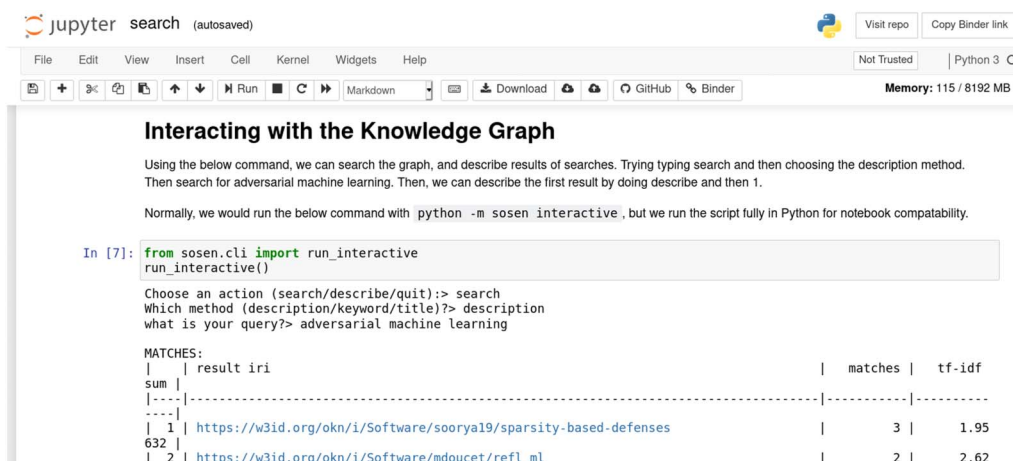 jupyter search (autosaved) Visit repo Copy Binder link
File Edit View Insert Cell Kernel Widgets Help Not Trusted Python 3
Run Markdown Download GitHub Binder Memory: 115 / 8192 MB
Interacting with the Knowledge Graph
Using the below command, we can search the graph, and describe results of searches. Trying typing search and then choosing the description method.
Then search for adversarial machine learning. Then, we can describe the first result by doing describe and then 1.
Normally, we would run the below command with python -m sosen interactive , but we run the script fully in Python for notebook compatability.
In [7]: from sosen.cli import run_interactive
run_interactive()
Choose an action (search/describe/quit):> search
Which method (description/keyword/title)?> description
what is your query?> adversarial machine learning
MATCHES:
| | result iri | matches | tf-idf
sum |
|----|--------------------------------------------------------------------------------------|-----------|----------
----|
| 1 | https://w3id.org/okn/i/Software/soorya19/sparsity-based-defenses | 3 | 1.95
632 |
| 2 | https://w3id.org/okn/i/Software/mdoucet/refl_ml | 2 | 2.62